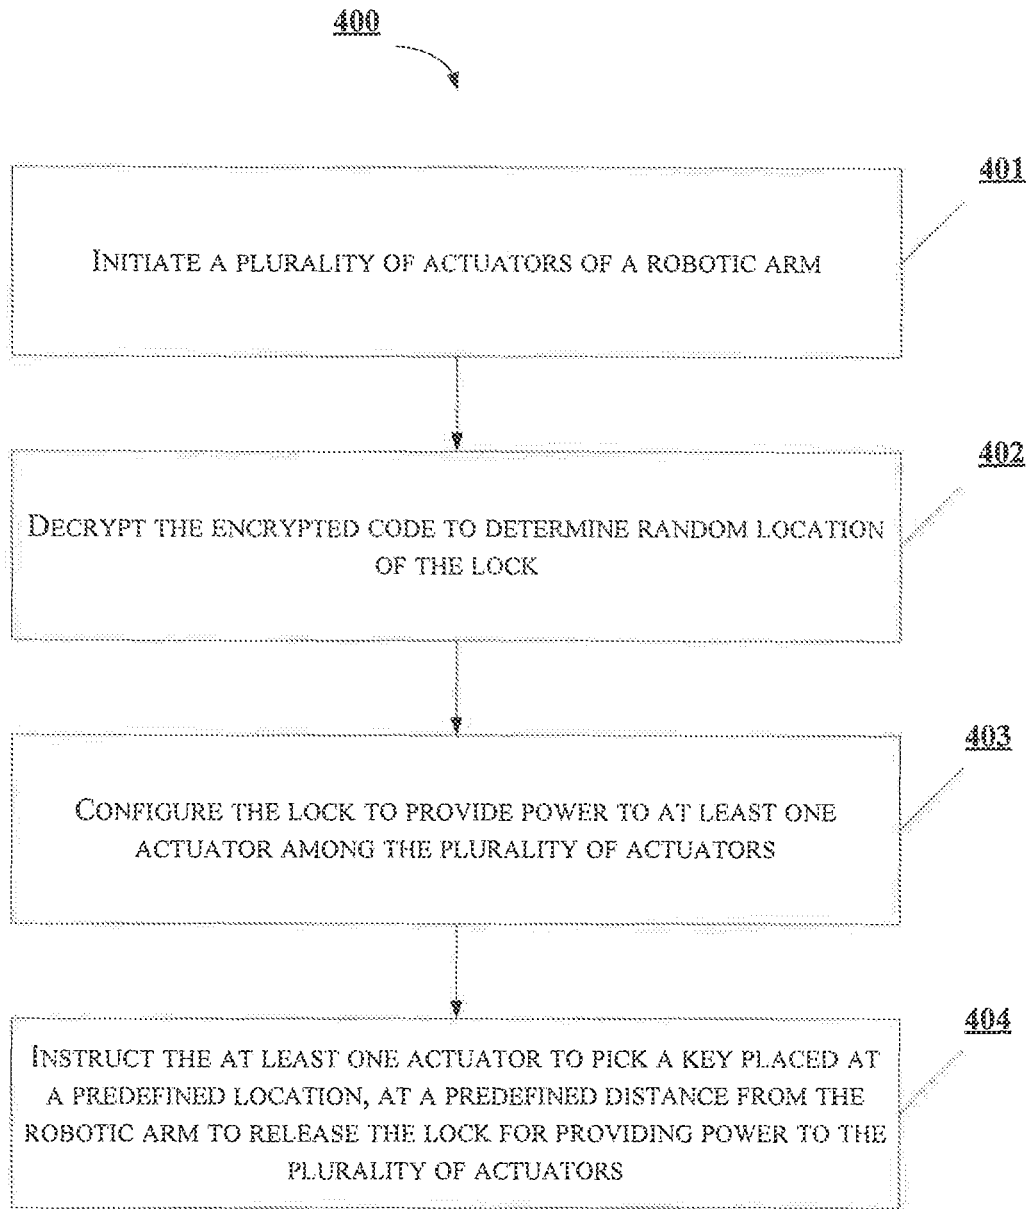 400
401
INITIATE A PLURALITY OF ACTUATORS OF A ROBOTIC ARM
402
DECRYPT THE ENCRYPTED CODE TO DETERMINE RANDOM LOCATION
OF THE LOCK
403
CONFIGURE THE LOCK TO PROVIDE POWER TO AT LEAST ONE
ACTUATOR AMONG THE PLURALITY OF ACTUATORS
404
INSTRUCT THE AT LEAST ONE ACTUATOR TO PICK A KEY PLACED AT
A PREDEFINED LOCATION, AT A PREDEFINED DISTANCE FROM THE
ROBOTIC ARM TO RELEASE THE LOCK FOR PROVIDING POWER TO THE
PLURALITY OF ACTUATORS